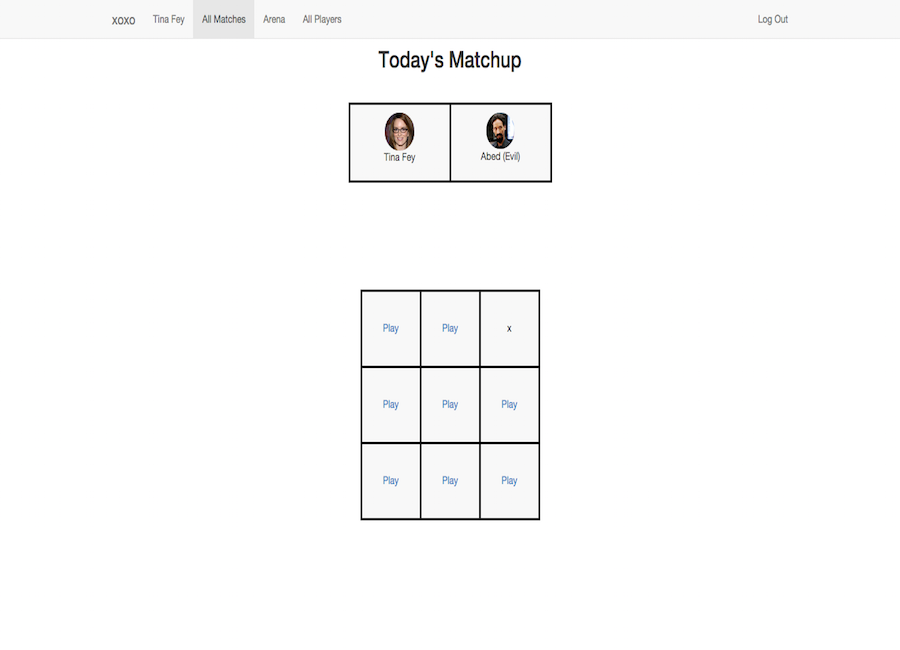 xoxo Tina Fey All Matches Arena All Players Log Out
Today's Matchup
Tina Fey Abed (Evil)
Play Play x
Play Play Play
Play Play Play